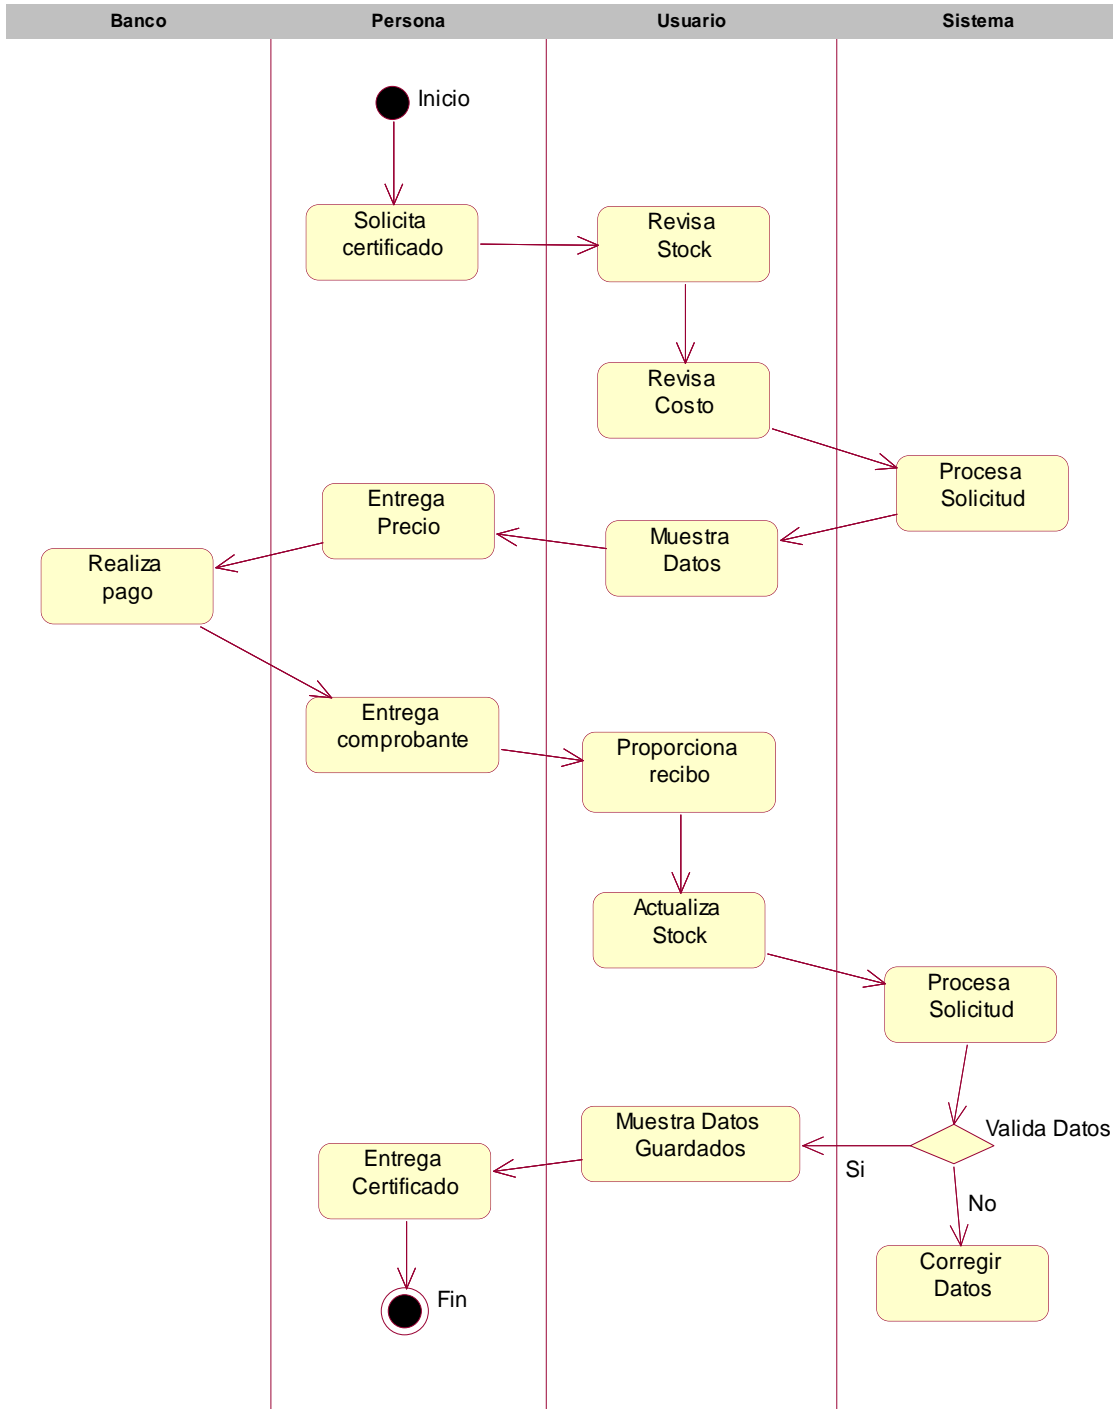 Banco
Persona
Usuario
Sistema
Inicio
Solicita
certificado
Revisa
Stock
Revisa
Costo
Procesa
Solicitud
Muestra
Datos
Entrega
Precio
Realiza
pago
Entrega
comprobante
Proporciona
recibo
Actualiza
Stock
Procesa
Solicitud
Valida Datos
Si
No
Muestra Datos
Guardados
Entrega
Certificado
Corregir
Datos
Fin